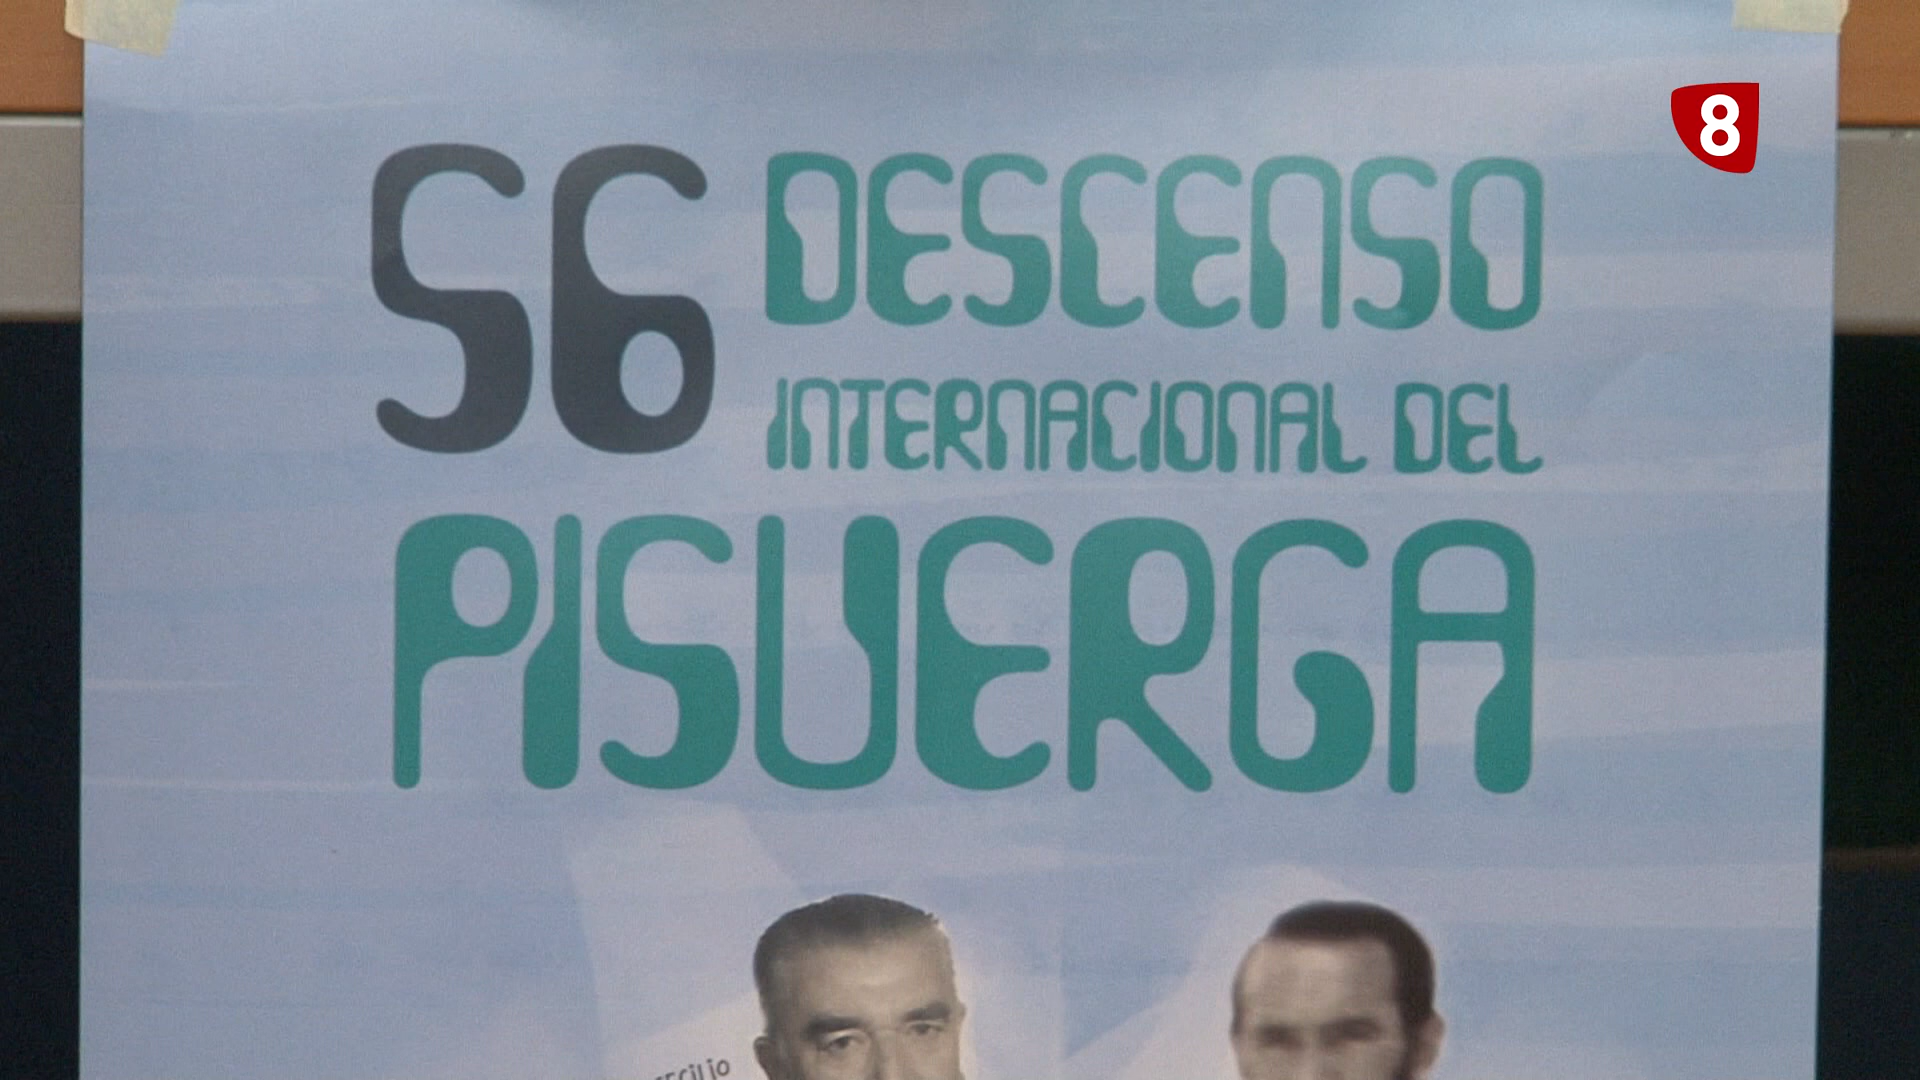 8
56 DESCENSO
INTERNACIONAL DEL
PISUERGA